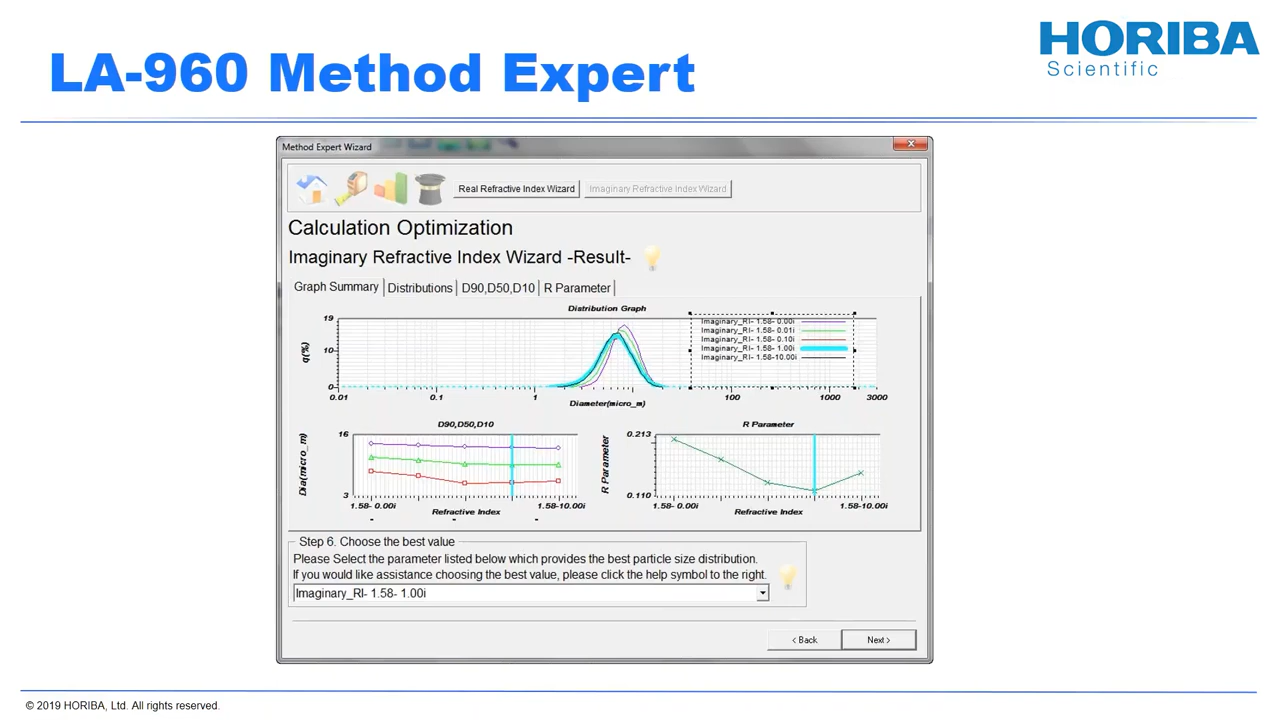 LA-960 Method Expert
HORIBA
Scientific
Method Expert Wizard
Real Refractive Index Wizard
Imaginary Refractive Index Wizard
Calculation Optimization
Imaginary Refractive Index Wizard -Result-
Graph Summary Distributions D90,D50,D10 R Parameter
Distribution Graph
q(%)
19
10
0
Imaginary_RI- 1.58- 0.00i
Imaginary_RI- 1.58- 0.01i
Imaginary_RI- 1.58- 0.10i
Imaginary_RI- 1.58- 1.00i
Imaginary_RI- 1.58-10.00i
0.01 0.1 1 100 1000 3000
Diameter(micro_m)
D90,D50,D10
Dia(micro_m)
16
3
1.58- 0.00i 1.58-10.00i
Refractive Index
R Parameter
R Parameter
0.213
0.110
1.58- 0.00i 1.58-10.00i
Refractive Index
Step 6. Choose the best value
Please Select the parameter listed below which provides the best particle size distribution.
If you would like assistance choosing the best value, please click the help symbol to the right.
Imaginary_RI- 1.58- 1.00i
< Back
Next >
© 2019 HORIBA, Ltd. All rights reserved.